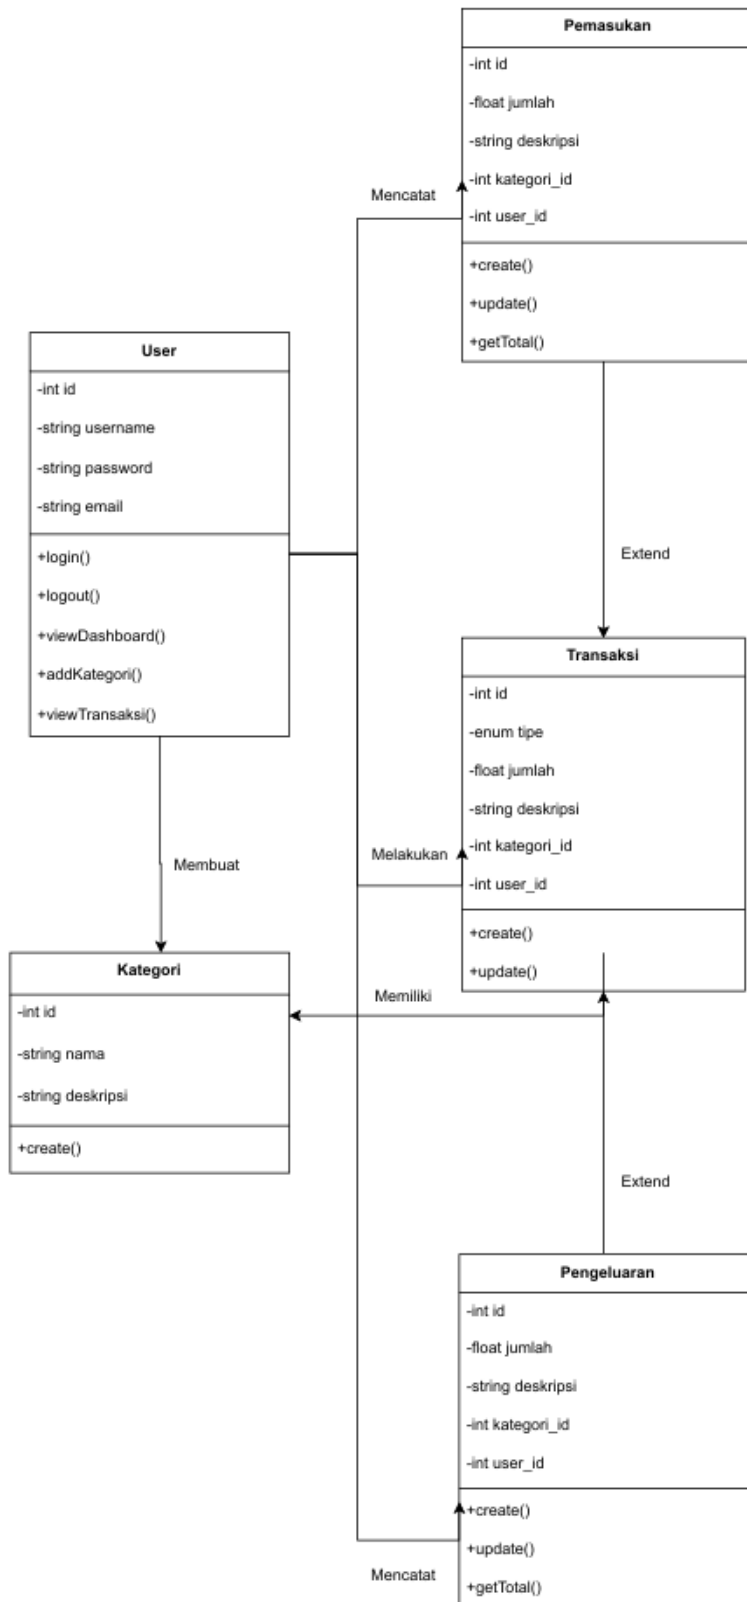 Pemasukan
-int id
-float jumlah
-string deskripsi
-int kategori_id
-int user_id
+create()
+update()
+getTotal()
Mencatat
User
-int id
-string username
-string password
-string email
+login()
+logout()
+viewDashboard()
+addKategori()
+viewTransaksi()
Extend
Transaksi
-int id
-enum tipe
-float jumlah
-string deskripsi
-int kategori_id
-int user_id
+create()
+update()
Melakukan
Membuat
Kategori
-int id
-string nama
-string deskripsi
+create()
Memiliki
Extend
Pengeluaran
-int id
-float jumlah
-string deskripsi
-int kategori_id
-int user_id
+create()
+update()
+getTotal()
Mencatat